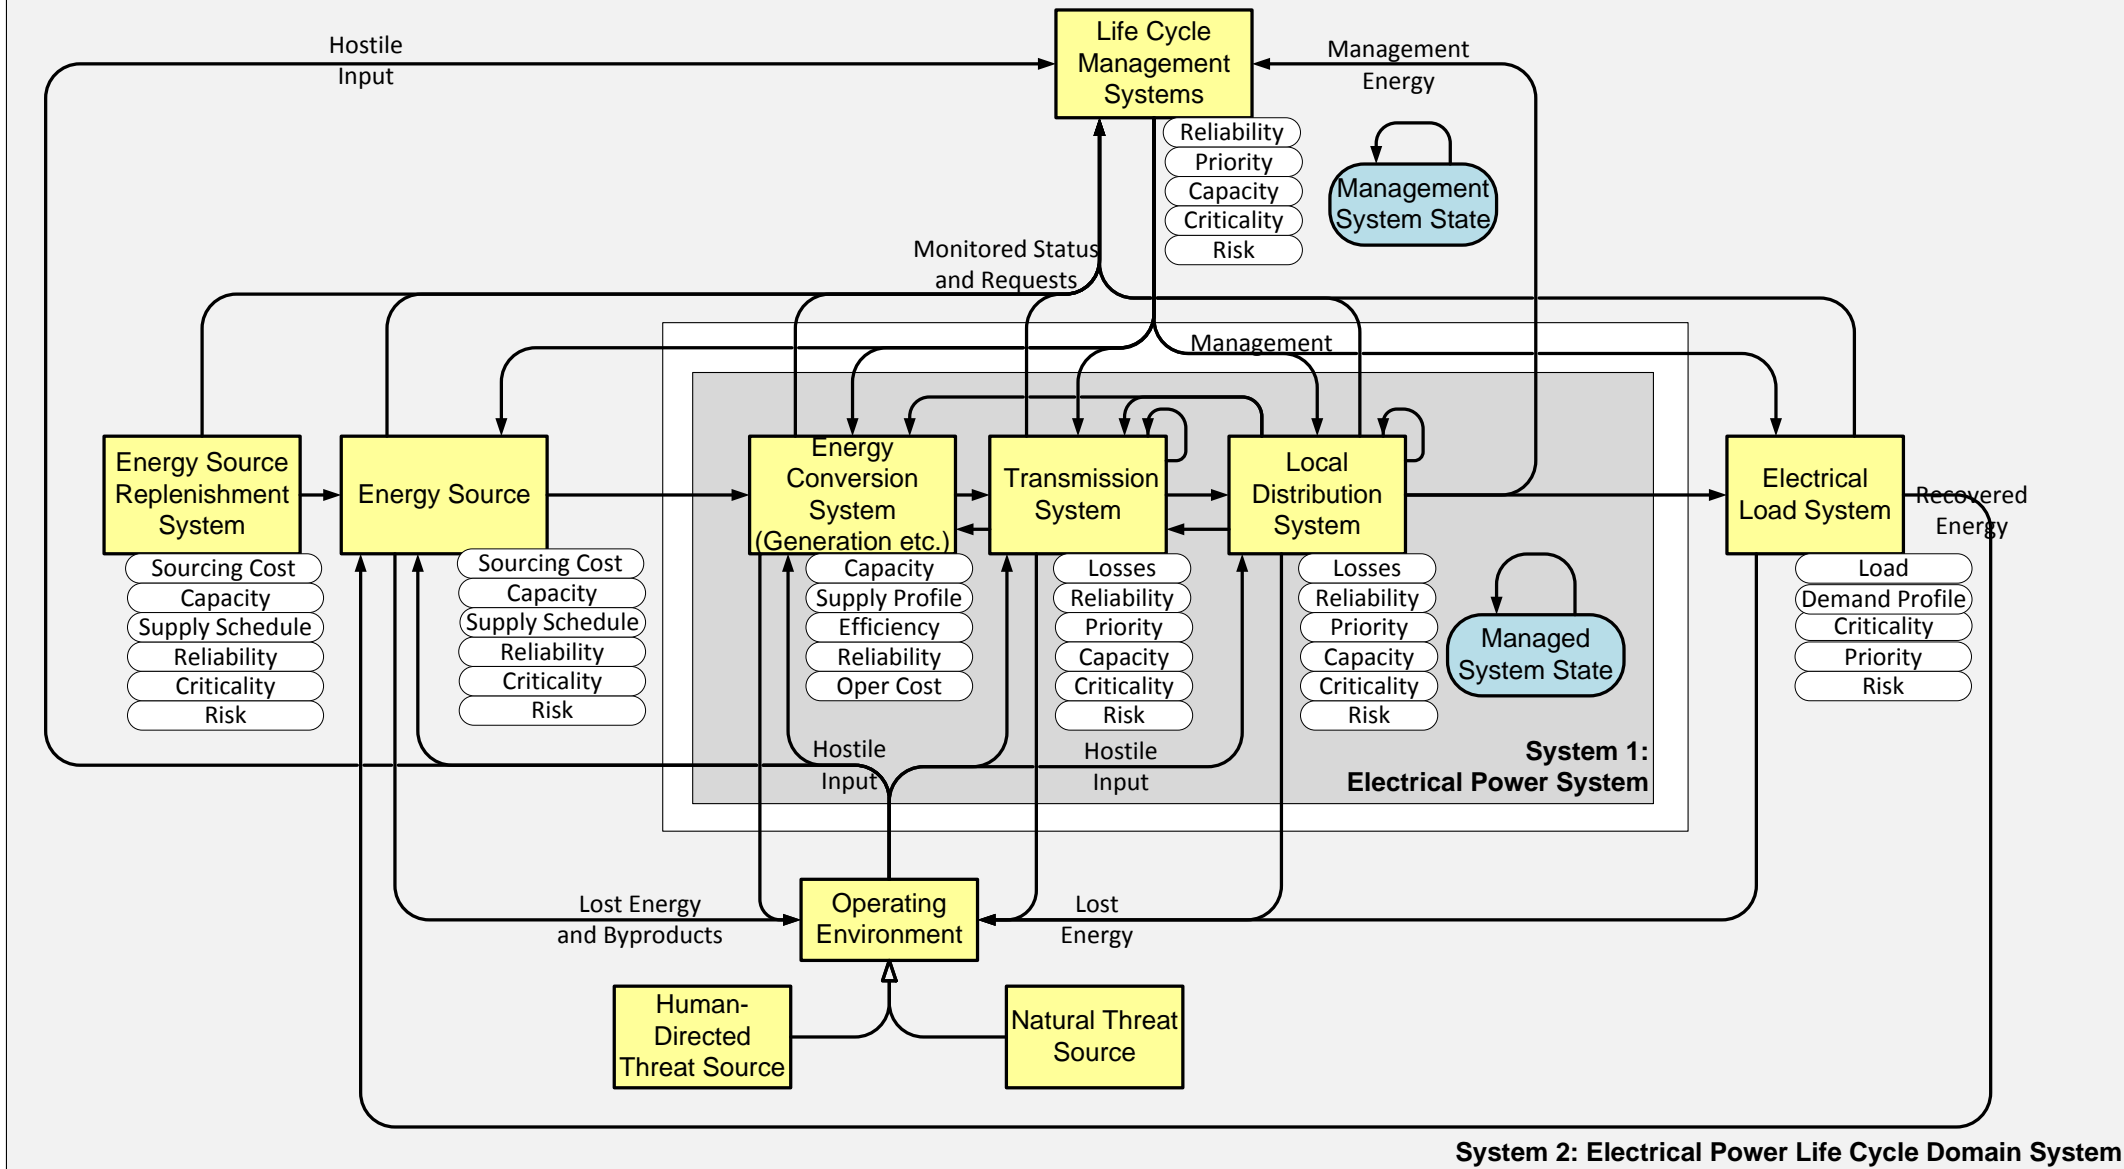 Hostile
Input
Life Cycle
Management
Systems
Management
Energy
Reliability
Priority
Capacity
Criticality
Risk
Management
System State
Monitored Status
and Requests
Management
Energy Source
Replenishment
System
Energy Source
Energy
Conversion
System
(Generation etc.)
Transmission
System
Local
Distribution
System
Electrical
Load System
Recovered
Energy
Sourcing Cost
Capacity
Supply Schedule
Reliability
Criticality
Risk
Sourcing Cost
Capacity
Supply Schedule
Reliability
Criticality
Risk
Capacity
Supply Profile
Efficiency
Reliability
Oper Cost
Losses
Reliability
Priority
Capacity
Criticality
Risk
Losses
Reliability
Priority
Capacity
Criticality
Risk
Managed
System State
Load
Demand Profile
Criticality
Priority
Risk
Hostile
Input
Hostile
Input
System 1:
Electrical Power System
Lost Energy
and Byproducts
Operating
Environment
Lost
Energy
Human-
Directed
Threat Source
Natural Threat
Source
System 2: Electrical Power Life Cycle Domain System